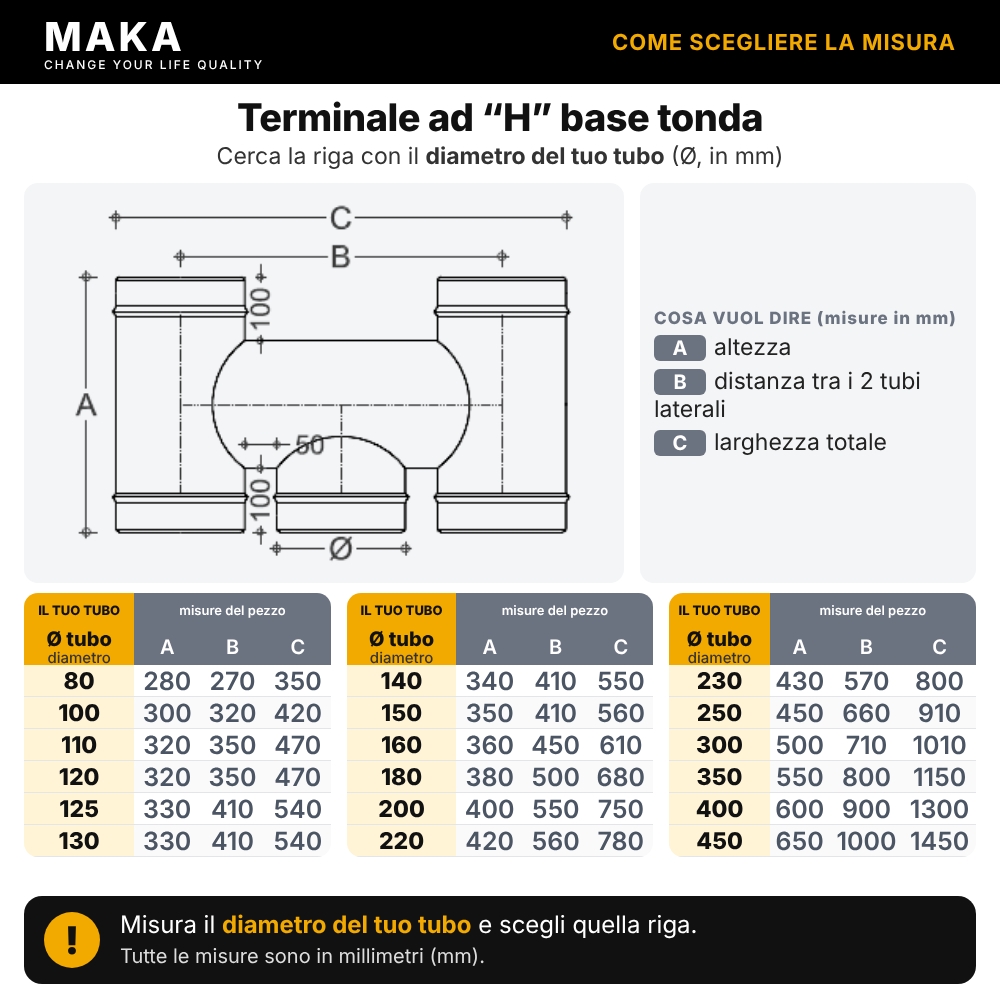 MAKA
CHANGE YOUR LIFE QUALITY
COME SCEGLIERE LA MISURA
Terminale ad “H” base tonda
Cerca la riga con il diametro del tuo tubo (Ø, in mm)
C
B
100
A
50
100
Ø
COSA VUOL DIRE (misure in mm)
A altezza
B distanza tra i 2 tubi
laterali
C larghezza totale
IL TUO TUBO misure del pezzo
Ø tubo A B C
diametro
80 280 270 350
100 300 320 420
110 320 350 470
120 320 350 470
125 330 410 540
130 330 410 540
IL TUO TUBO misure del pezzo
Ø tubo A B C
diametro
140 340 410 550
150 350 410 560
160 360 450 610
180 380 500 680
200 400 550 750
220 420 560 780
IL TUO TUBO misure del pezzo
Ø tubo A B C
diametro
230 430 570 800
250 450 660 910
300 500 710 1010
350 550 800 1150
400 600 900 1300
450 650 1000 1450
!
Misura il diametro del tuo tubo e scegli quella riga.
Tutte le misure sono in millimetri (mm).